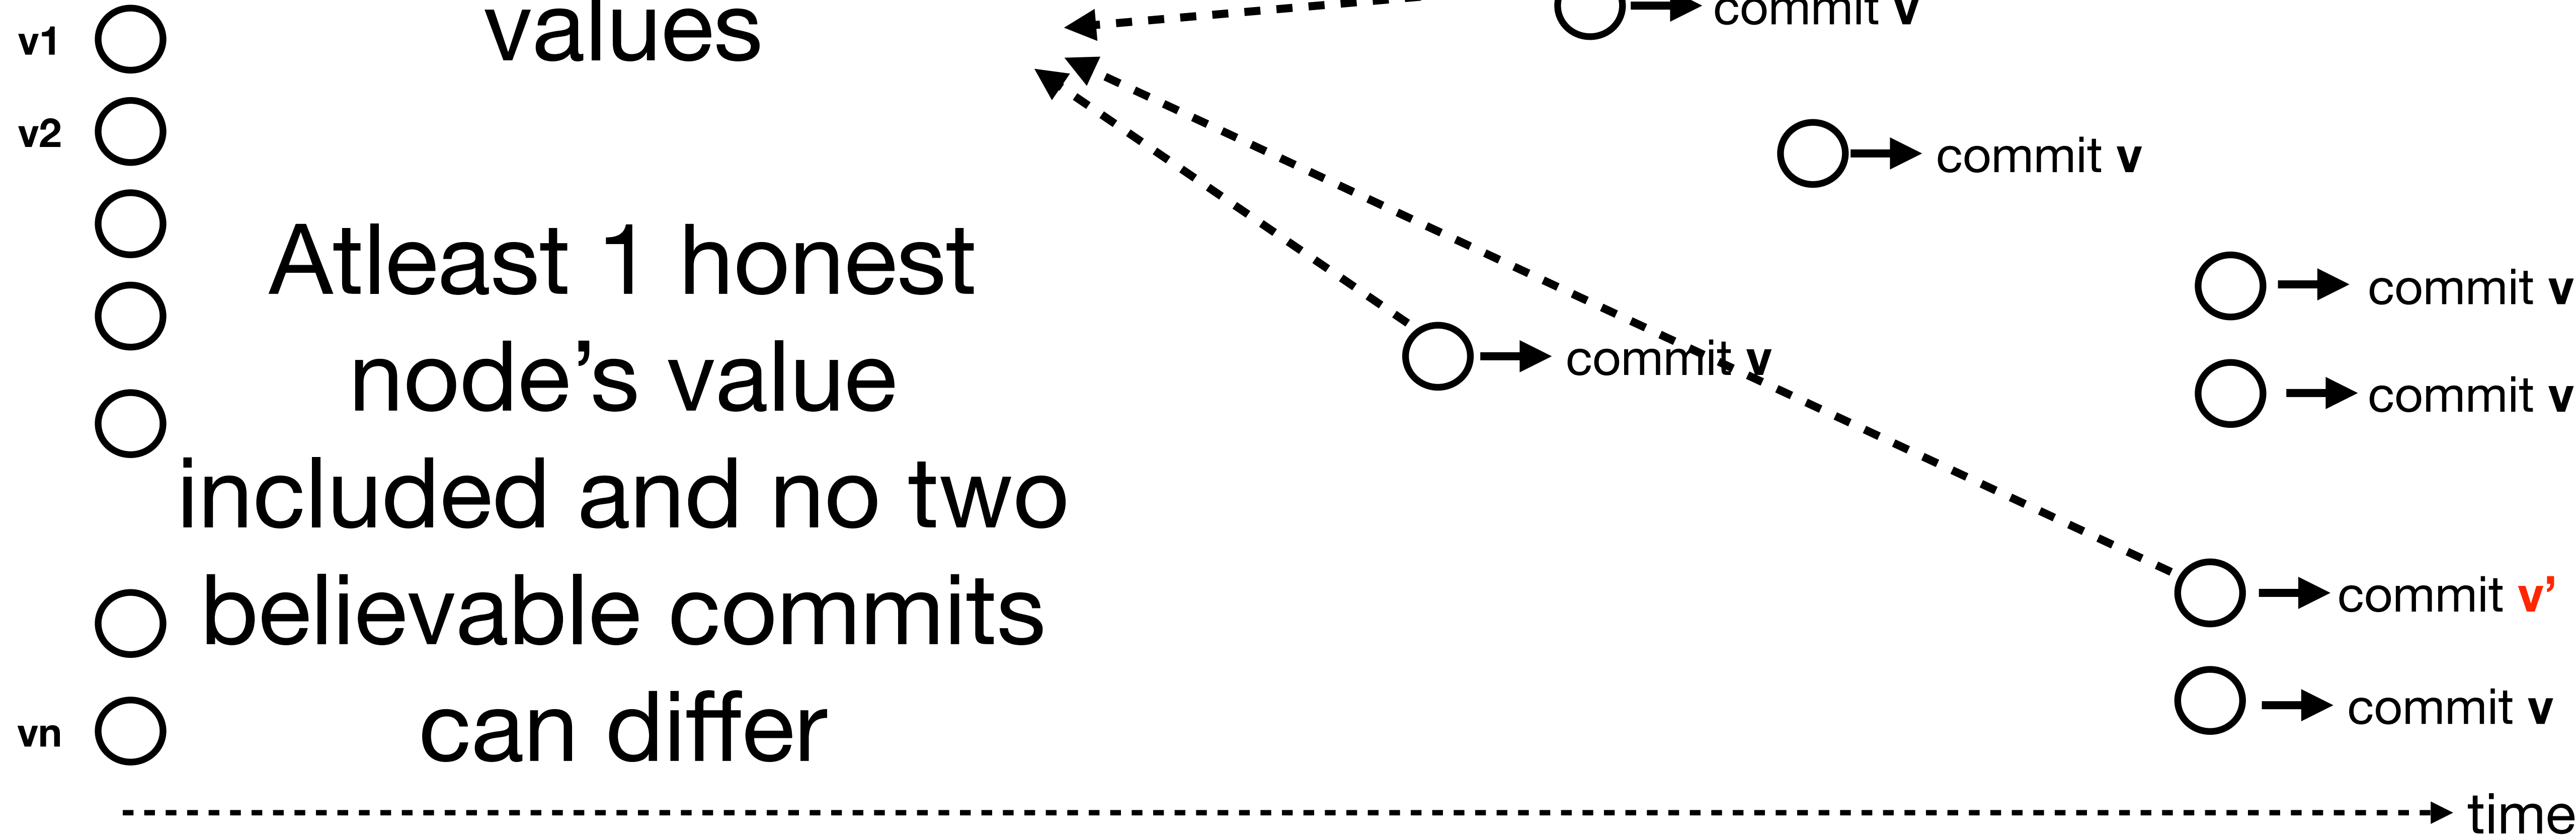 v1
values
commit v
v2
commit v
Atleast 1 honest
commit v
node’s value
commit v
commit v
included and no two
believable commits
commit v’
vn
can differ
commit v
time